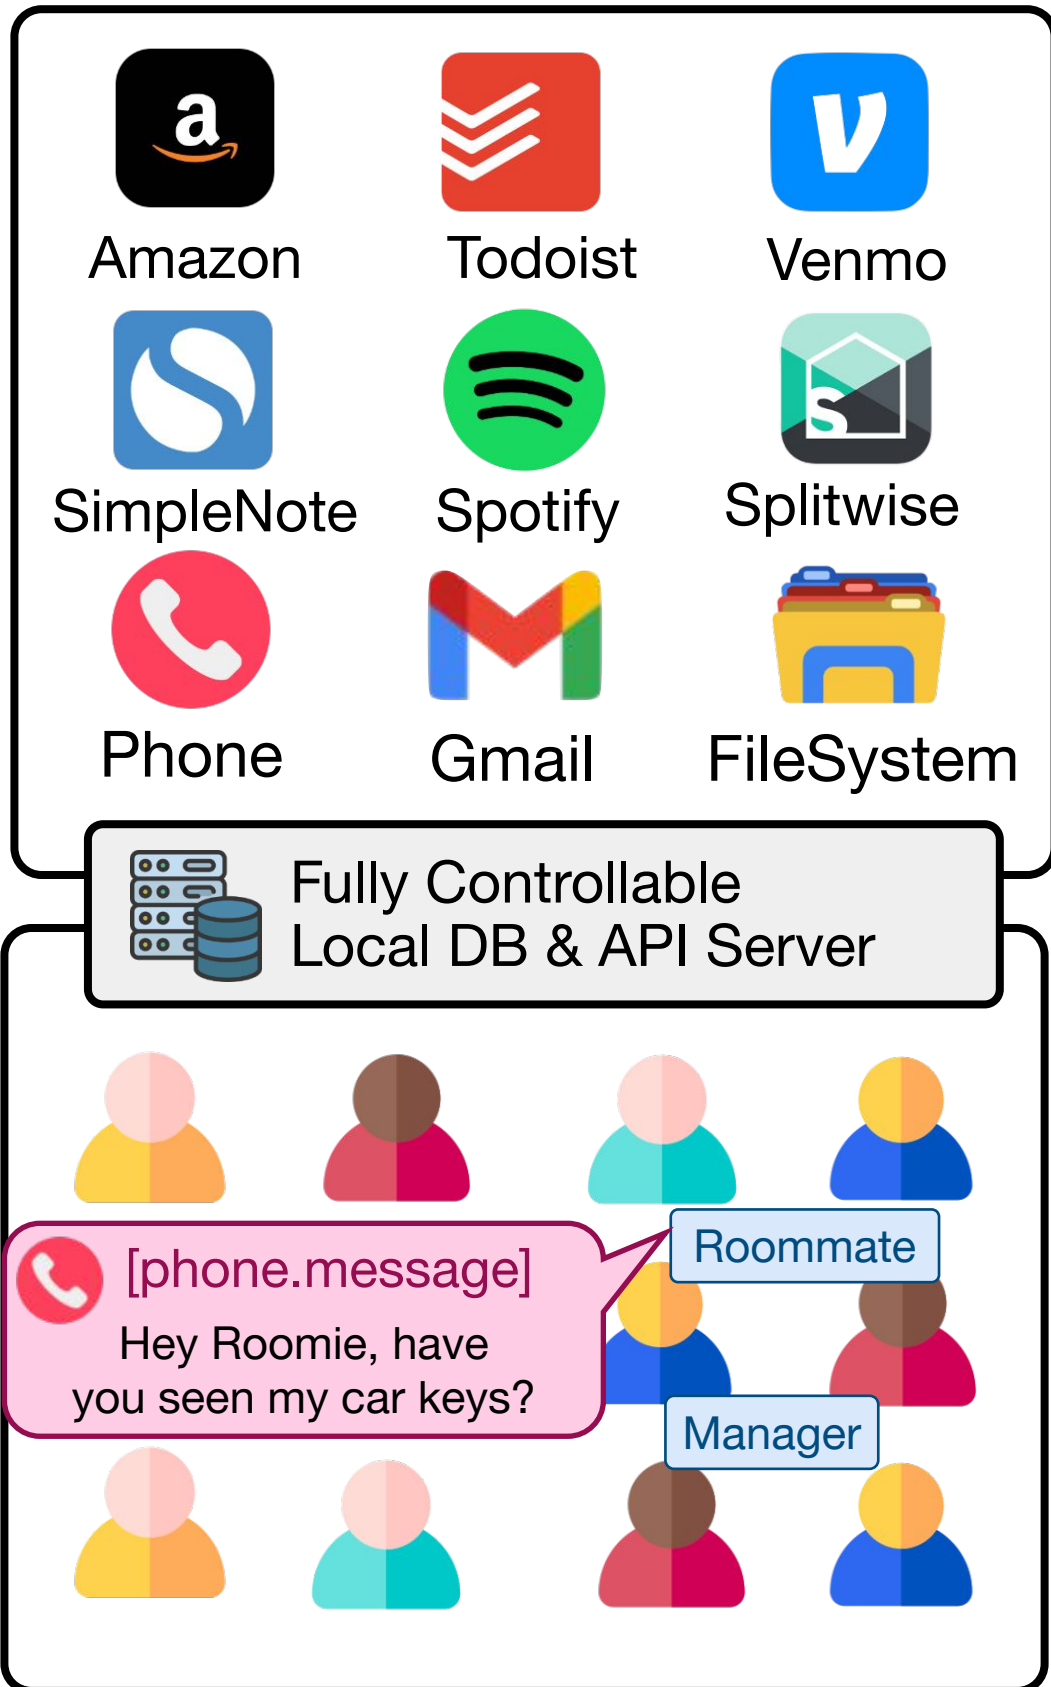 Amazon
Todoist
Venmo
SimpleNote
Spotify
Splitwise
Phone
Gmail
FileSystem
Fully Controllable
Local DB & API Server
Roommate
[phone.message]
Hey Roomie, have
you seen my car keys?
Manager